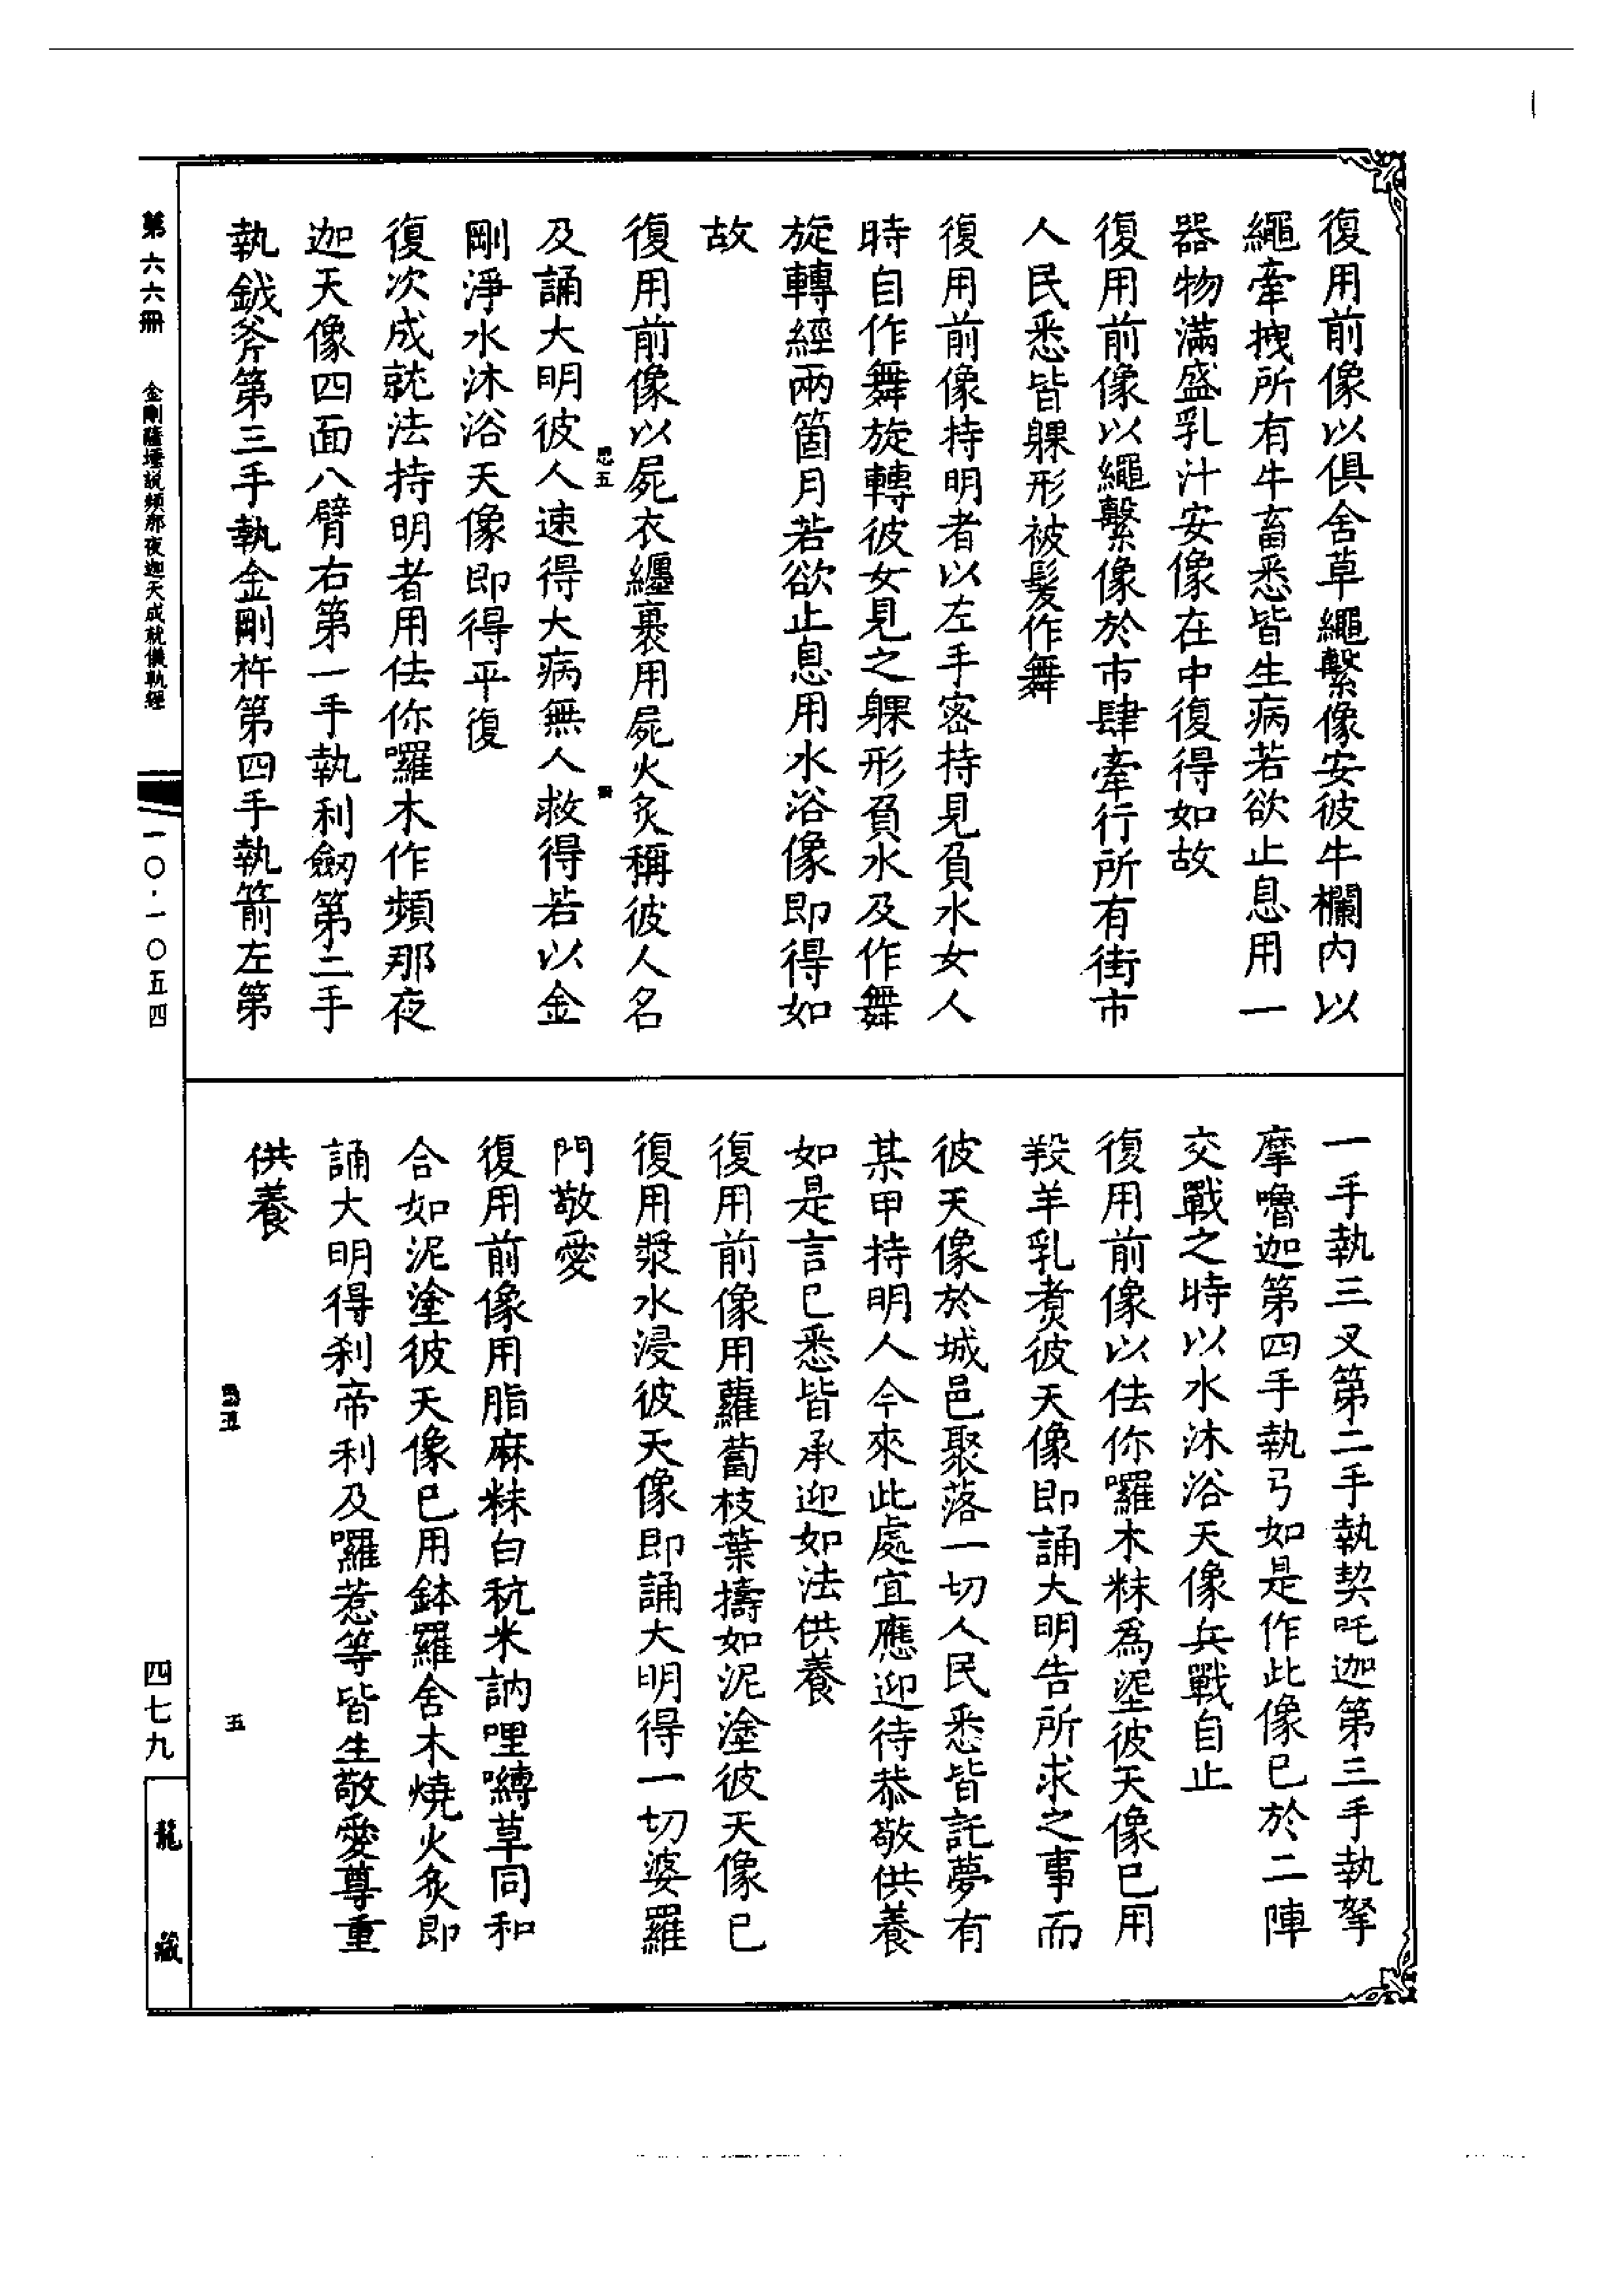 復用前像以俱舍草繩繫像安彼牛欄內以
繩牽拽所有牛畜悉皆生病若欲止息用一
器物滿盛乳汁安像在中復得如故
復用前像以繩繫像於市肆牽行所有街市
人民悉皆躶形被髮作舞
復用前像持明者以左手密持見負水女人
時自作舞旋轉彼女見之躶形負水及作舞
旋轉經兩箇月若欲止息用水浴像即得如
故
復用前像以屍衣纏裹用屍火炙稱彼人名
及誦大明彼人速得大病無人救得若以金
剛淨水沐浴天像即得平復
復次成就法持明者用佉你囉木作頻那夜
迦天像四面八臂右第一手執利劒第二手
執鉞斧第三手執金剛杵第四手執箭左第
一手執三叉第二手執契吒迦第三手執拏
摩嚕迦第四手執弓如是作此像已於二陣
交戰之時以水沐浴天像兵戰自止
復用前像以佉你囉木粖為埿彼天像已用
羖羊乳煑彼天像即誦大明告所求之事而
彼天像於城邑聚落一切人民悉皆託夢有
某甲持明人今來此處宜應迎待恭敬供養
如是言已悉皆承迎如法供養
復用前像用蘿蔔枝葉擣如泥塗彼天像已
復用漿水浸彼天像即誦大明得一切婆羅
門敬愛
復用前像用脂麻粖白秔米訥哩嚩草同和
合如泥塗彼天像已用鉢羅舍木燒火炙即
誦大明得刹帝利及囉惹等皆生敬愛尊重
供養
第六六冊
金剛薩埵說頻那夜迦天成就儀軌經
一〇·一〇五四
四七九
龍藏
五